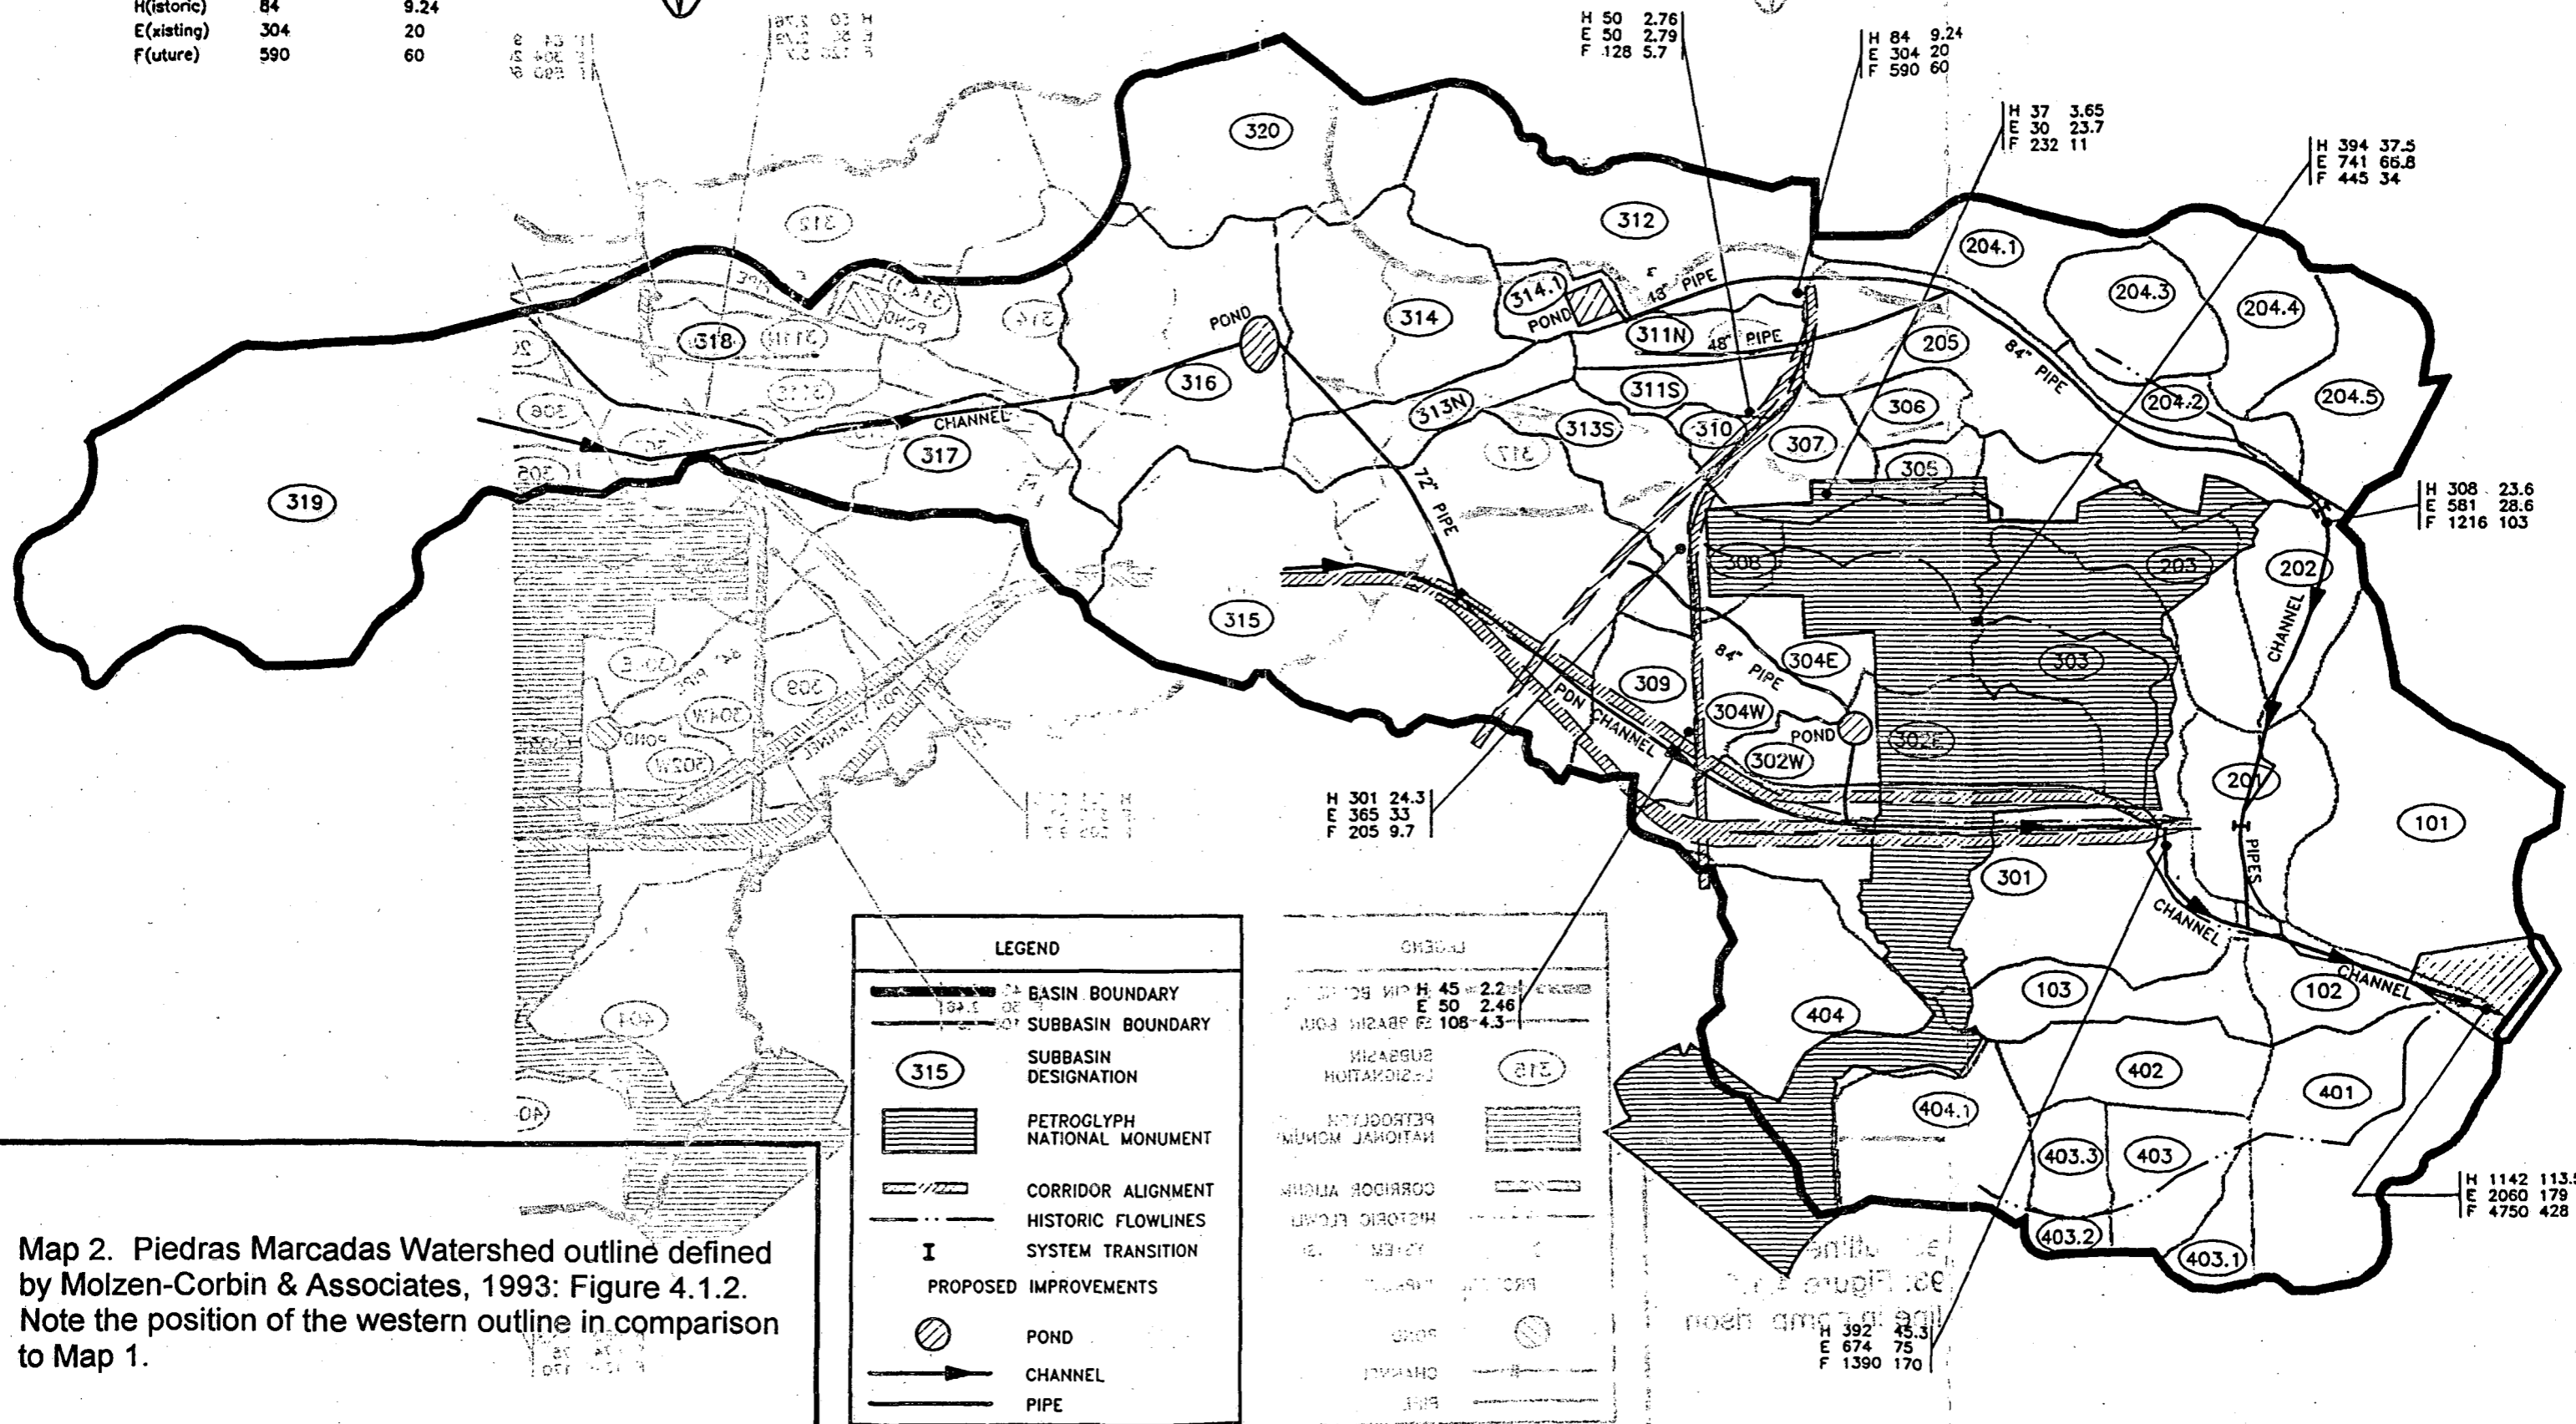 H(istoric) 84 9.24
E(xisting) 304 20
F(uture) 590 60
H 50 2.76
E 50 2.79
F 128 5.7
H 84 9.24
E 304 20
F 590 60
H 37 3.65
E 30 23.7
F 232 11
H 394 37.5
E 741 66.8
F 445 34
H 308 23.6
E 581 28.6
F 1216 103
320
312
204.1
204.3
204.4
204.5
204.2
205
314.1
POND
48" PIPE
311N
48" PIPE
84" PIPE
314
POND
316
318
CHANNEL
317
319
313N
313S
311S
310
307
306
305
72" PIPE
308
203
202
CHANNEL
315
309
84" PIPE
304E
304W
303
PON CHANNEL
POND
302W
302E
201
101
PIPES
H 301 24.3
E 365 33
F 205 9.7
301
CHANNEL
CHANNEL
103
102
404
402
401
404.1
403.3
403
403.2
403.1
H 45 2.2
E 50 2.46
F 108 4.3
H 1142 113.5
E 2060 179
F 4750 428
H 392 45.3
E 674 75
F 1390 170
LEGEND
BASIN BOUNDARY
SUBBASIN BOUNDARY
315
SUBBASIN
DESIGNATION
PETROGLYPH
NATIONAL MONUMENT
CORRIDOR ALIGNMENT
HISTORIC FLOWLINES
I SYSTEM TRANSITION
PROPOSED IMPROVEMENTS
POND
CHANNEL
PIPE
Map 2. Piedras Marcadas Watershed outline defined
by Molzen-Corbin & Associates, 1993: Figure 4.1.2.
Note the position of the western outline in comparison
to Map 1.